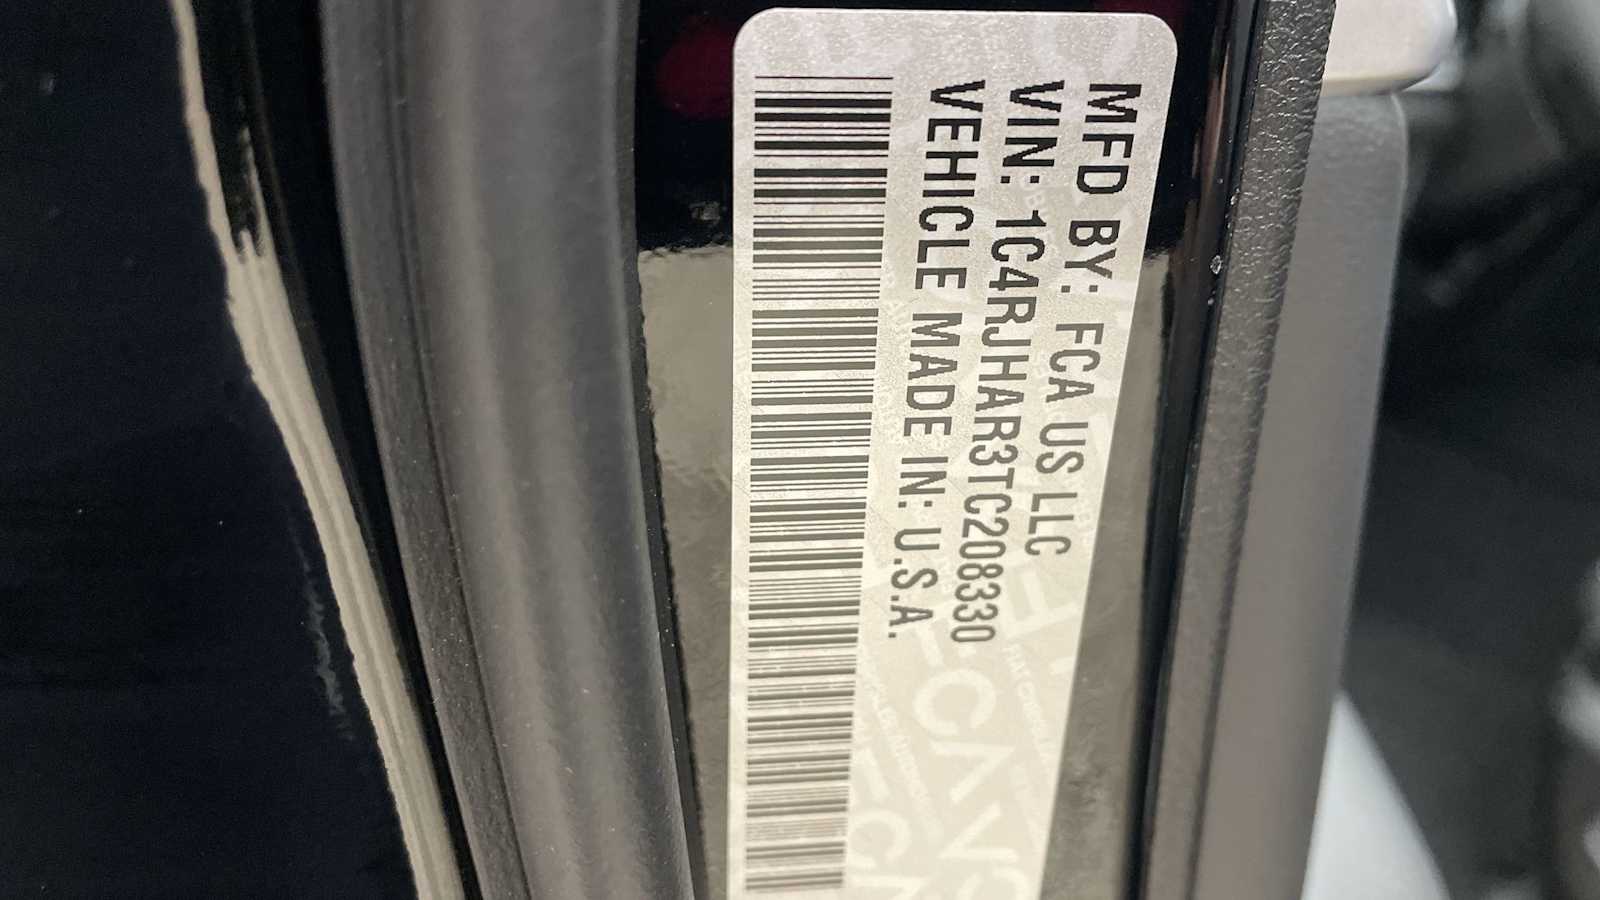 MFD BY: FCA US LLC
VIN: 1C4RJHAR3TC208330
VEHICLE MADE IN: U.S.A.